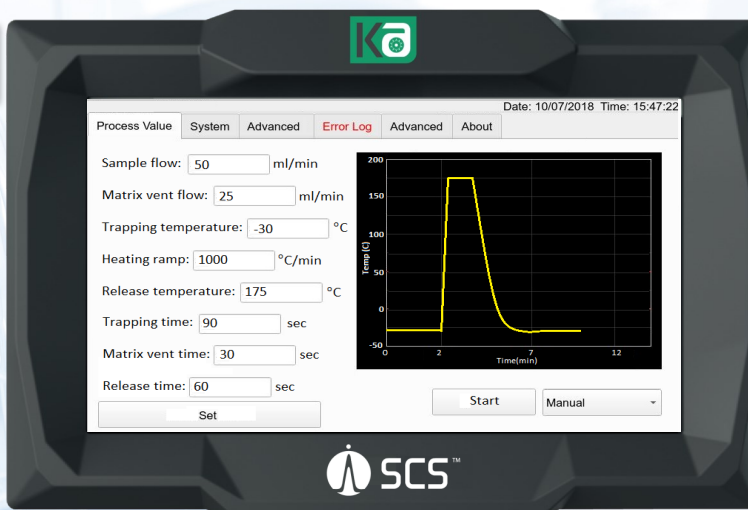 Ka
Date: 10/07/2018 Time: 15:47:22
Process Value System Advanced Error Log Advanced About
Sample flow: 50 ml/min
Matrix vent flow: 25 ml/min
Trapping temperature: -30 °C
Heating ramp: 1000 °C/min
Release temperature: 175 °C
Trapping time: 90 sec
Matrix vent time: 30 sec
Release time: 60 sec
Set
200
150
100
50
0
-50
Temp (C)
0 2 7 12
Time(min)
Start Manual
SCS™